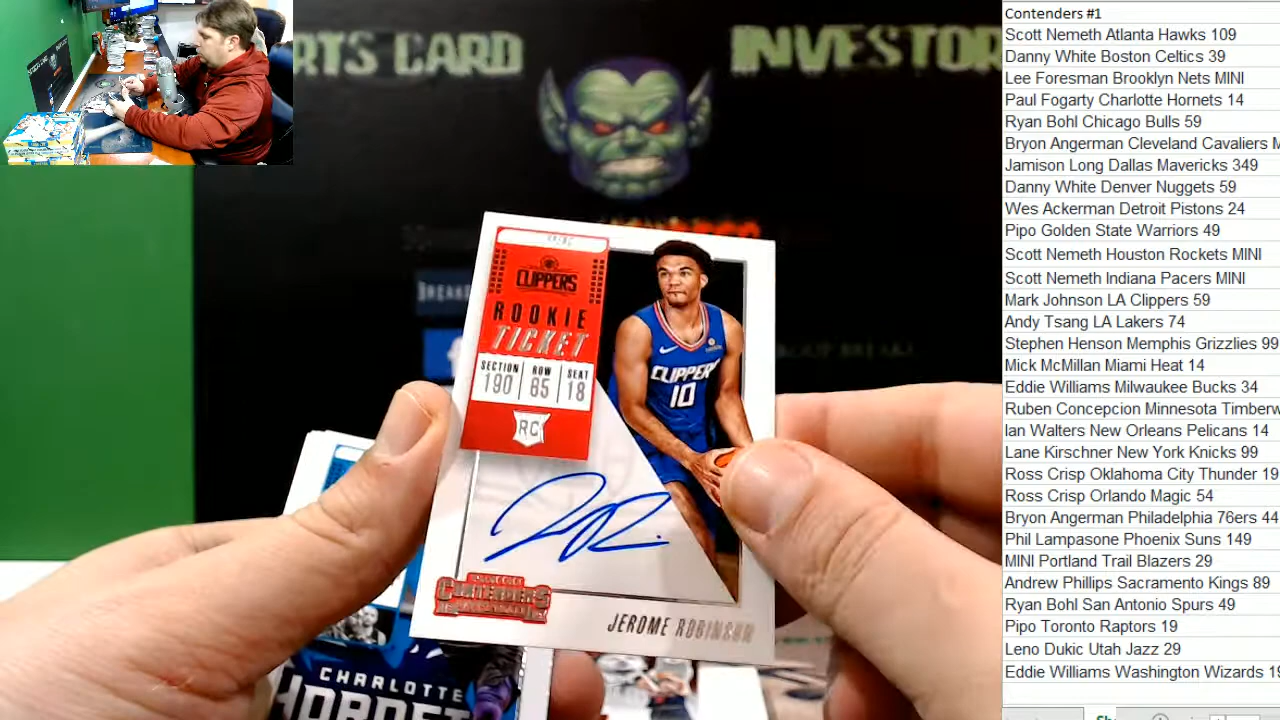 RTS CARD
INVESTOR
Contenders #1
Scott Nemeth Atlanta Hawks 109
Danny White Boston Celtics 39
Lee Foresman Brooklyn Nets MINI
Paul Fogarty Charlotte Hornets 14
Ryan Bohl Chicago Bulls 59
Bryon Angerman Cleveland Cavaliers M
Jamison Long Dallas Mavericks 349
Danny White Denver Nuggets 59
Wes Ackerman Detroit Pistons 24
Pipo Golden State Warriors 49
Scott Nemeth Houston Rockets MINI
Scott Nemeth Indiana Pacers MINI
Mark Johnson LA Clippers 59
Andy Tsang LA Lakers 74
Stephen Henson Memphis Grizzlies 99
Mick McMillan Miami Heat 14
Eddie Williams Milwaukee Bucks 34
Ruben Concepcion Minnesota Timberw
Ian Walters New Orleans Pelicans 14
Lane Kirschner New York Knicks 99
Ross Crisp Oklahoma City Thunder 19
Ross Crisp Orlando Magic 54
Bryon Angerman Philadelphia 76ers 44
Phil Lampasone Phoenix Suns 149
MINI Portland Trail Blazers 29
Andrew Phillips Sacramento Kings 89
Ryan Bohl San Antonio Spurs 49
Pipo Toronto Raptors 19
Leno Dukic Utah Jazz 29
Eddie Williams Washington Wizards 19
CLIPPERS
ROOKIE
TICKET
SECTION ROW SEAT
190 65 18
RC
CLIPPERS
10
CONTENDERS
JEROME ROBINSON
CHARLOTTE
HORNET